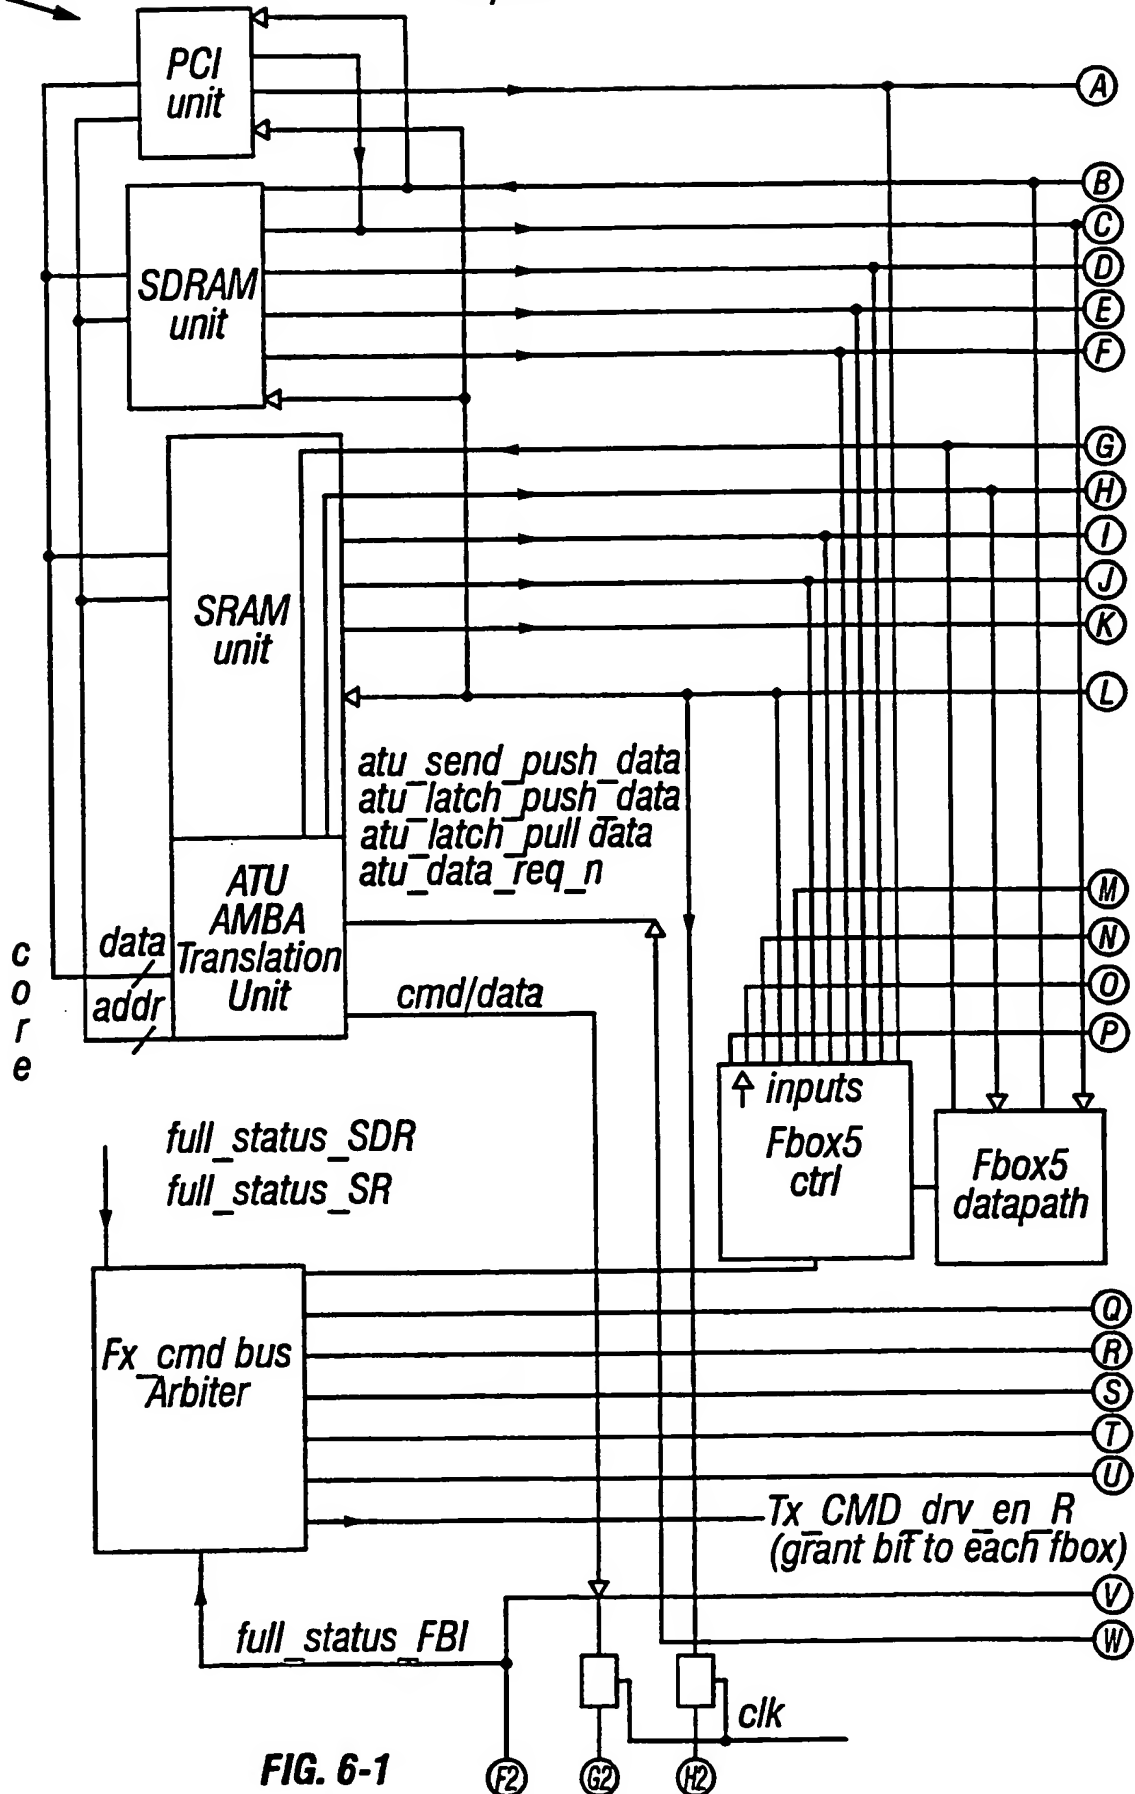 PCI
unit
A
B
C
SDRAM
unit
D
E
F
G
H
I
J
SRAM
unit
K
L
atu_send_push_data
atu_latch_push_data
atu_latch_pull data
atu_data_req_n
ATU
AMBA
Translation
Unit
M
N
O
P
core
data
addr
cmd/data
inputs
Fbox5
ctrl
Fbox5
datapath
full_status_SDR
full_status_SR
Fx_cmd bus
Arbiter
Q
R
S
T
U
Tx_CMD_drv_en_R
(grant bit to each fbox)
V
W
full_status_FBI
clk
FIG. 6-1
F2
G2
H2